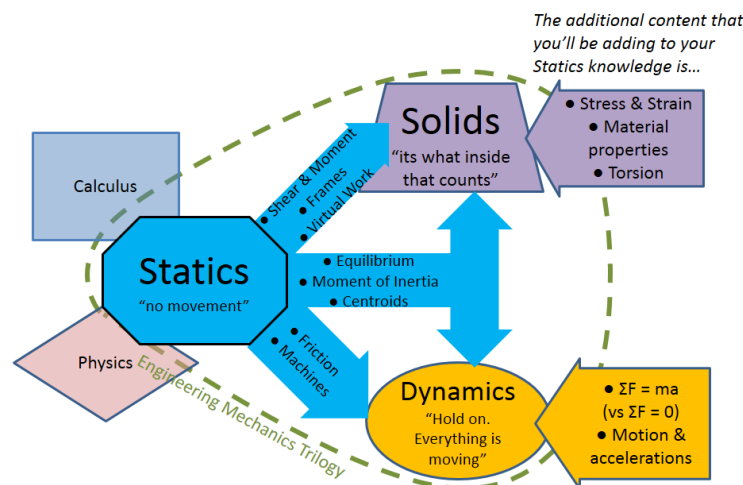 The additional content that
you'll be adding to your
Statics knowledge is...
Solids
"its what inside
that counts"
● Stress & Strain
● Material
properties
● Torsion
Calculus
● Shear & Moment
● Frames
● Virtual Work
Statics
"no movement"
● Equilibrium
● Moment of Inertia
● Centroids
Physics
● Friction
● Machines
Engineering Mechanics Trilogy
Dynamics
"Hold on.
Everything is
moving"
● ΣF = ma
(vs ΣF = 0)
● Motion &
accelerations